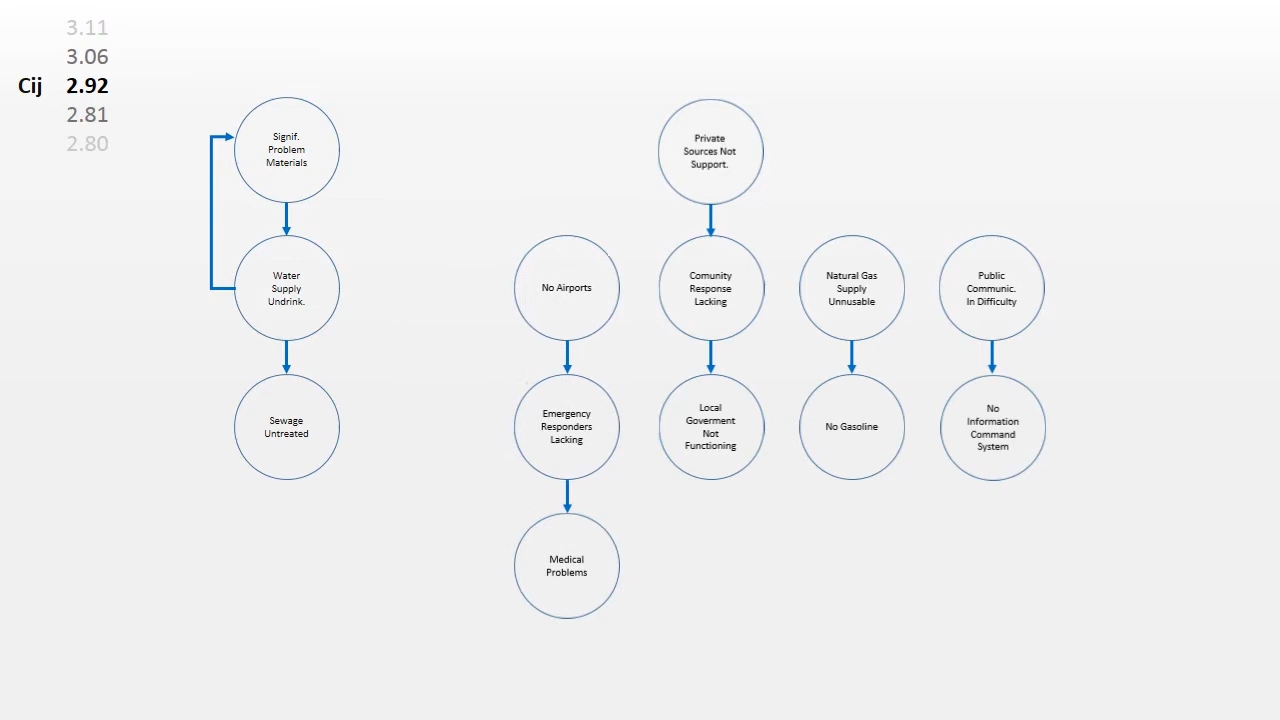 3.11
3.06
Cij 2.92
2.81
2.80
Signif.
Problem
Materials
Private
Sources Not
Support.
Water
Supply
Undrink.
No Airports
Comunity
Response
Lacking
Natural Gas
Supply
Unnusable
Public
Communic.
In Difficulty
Sewage
Untreated
Emergency
Responders
Lacking
Local
Goverment
Not
Functioning
No Gasoline
No
Information
Command
System
Medical
Problems